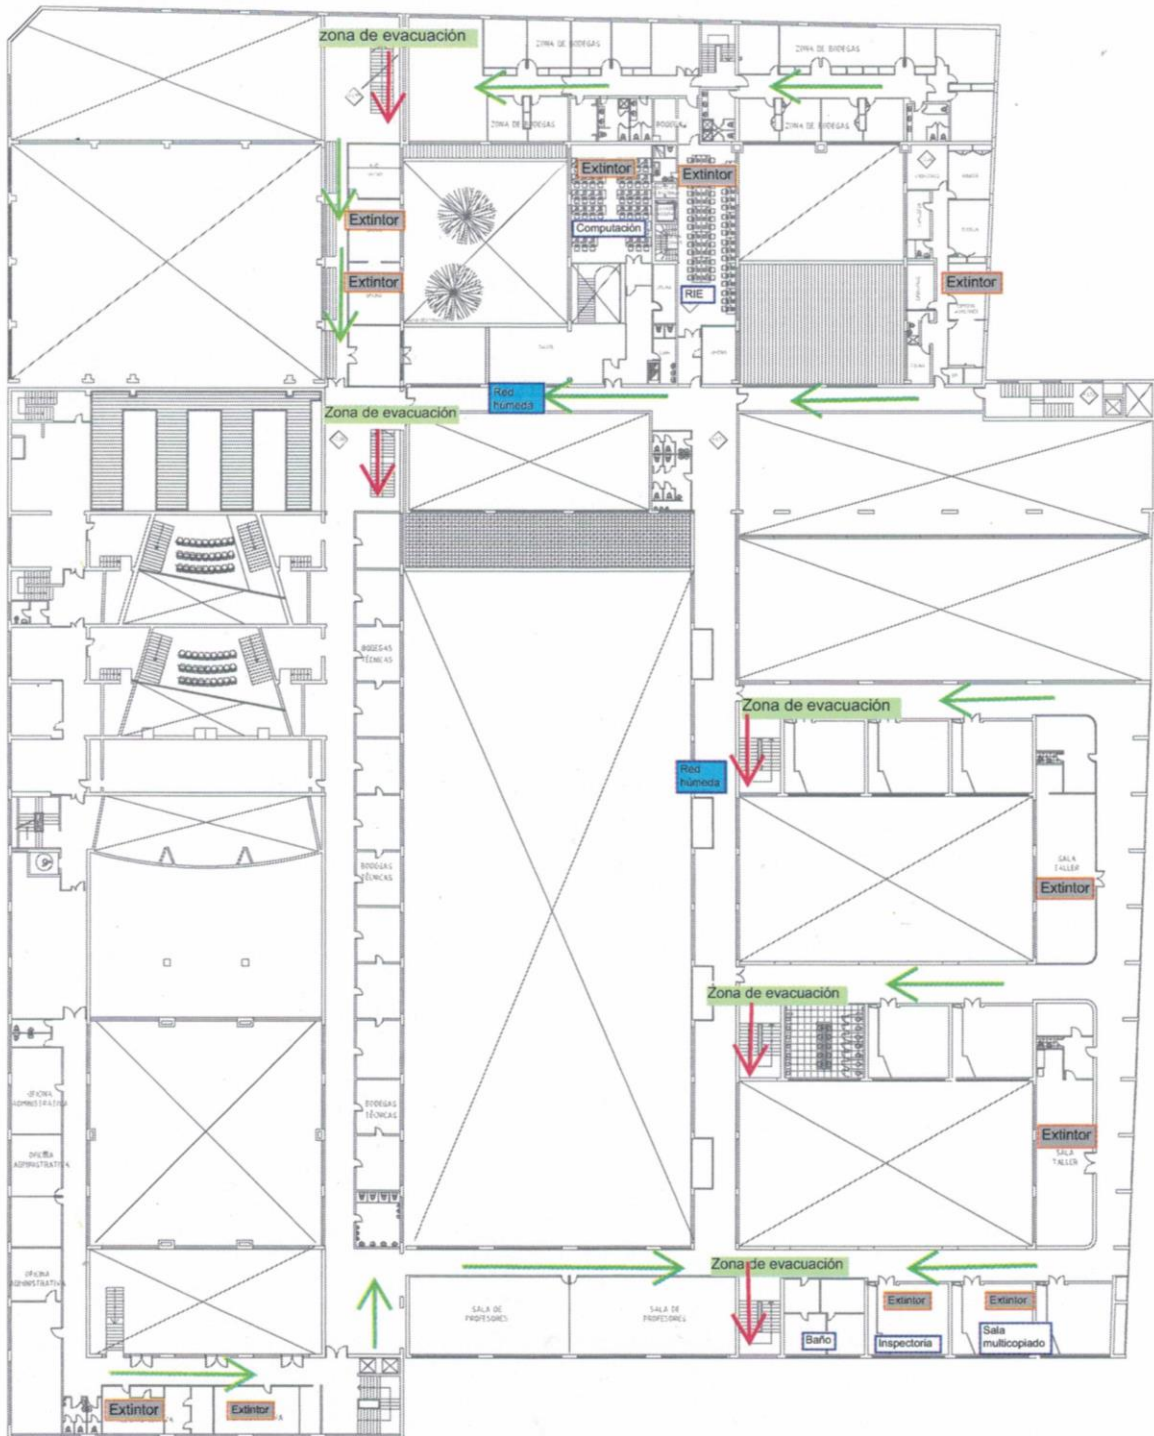 zona de evacuación
ZONA DE BODEGAS
ZONA DE BODEGAS
ZONA DE BODEGAS
BODEGAS
ZONA DE BODEGAS
Extintor
Extintor
Extintor
Computación
Extintor
RIE
Extintor
Red
húmeda
Zona de evacuación
BODEGAS
TÉCNICAS
Zona de evacuación
Red
húmeda
BODEGAS
TÉCNICAS
SALA
TALLER
Extintor
Zona de evacuación
OFICINA
ADMINISTRATIVA
BODEGAS
TÉCNICAS
Extintor
SALA
TALLER
OFICINA
ADMINISTRATIVA
OFICINA
ADMINISTRATIVA
Zona de evacuación
SALA DE
PROFESORES
SALA DE
PROFESORES
Extintor
Extintor
Baño
Inspectoria
Sala
multicopiado
Extintor
Extintor